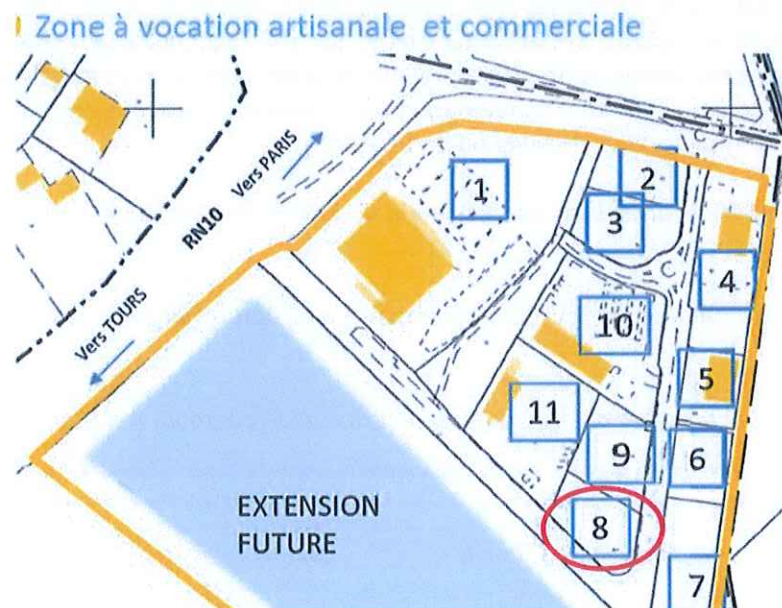 Zone à vocation artisanale et commerciale
Vers PARIS
RN10
Vers TOURS
1
2
3
4
10
5
11
9
6
8
7
EXTENSION
FUTURE